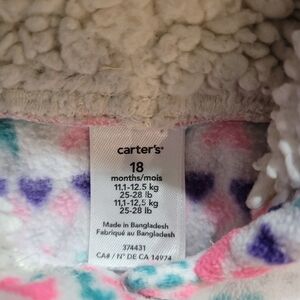 carter's®
18
months/mois
11.1-12.5 kg
25-28 lb
11,1-12,5 kg
25-28 lb
Made in Bangladesh
Fabriqué au Bangladesh
374431
CA# / N° DE CA 14974